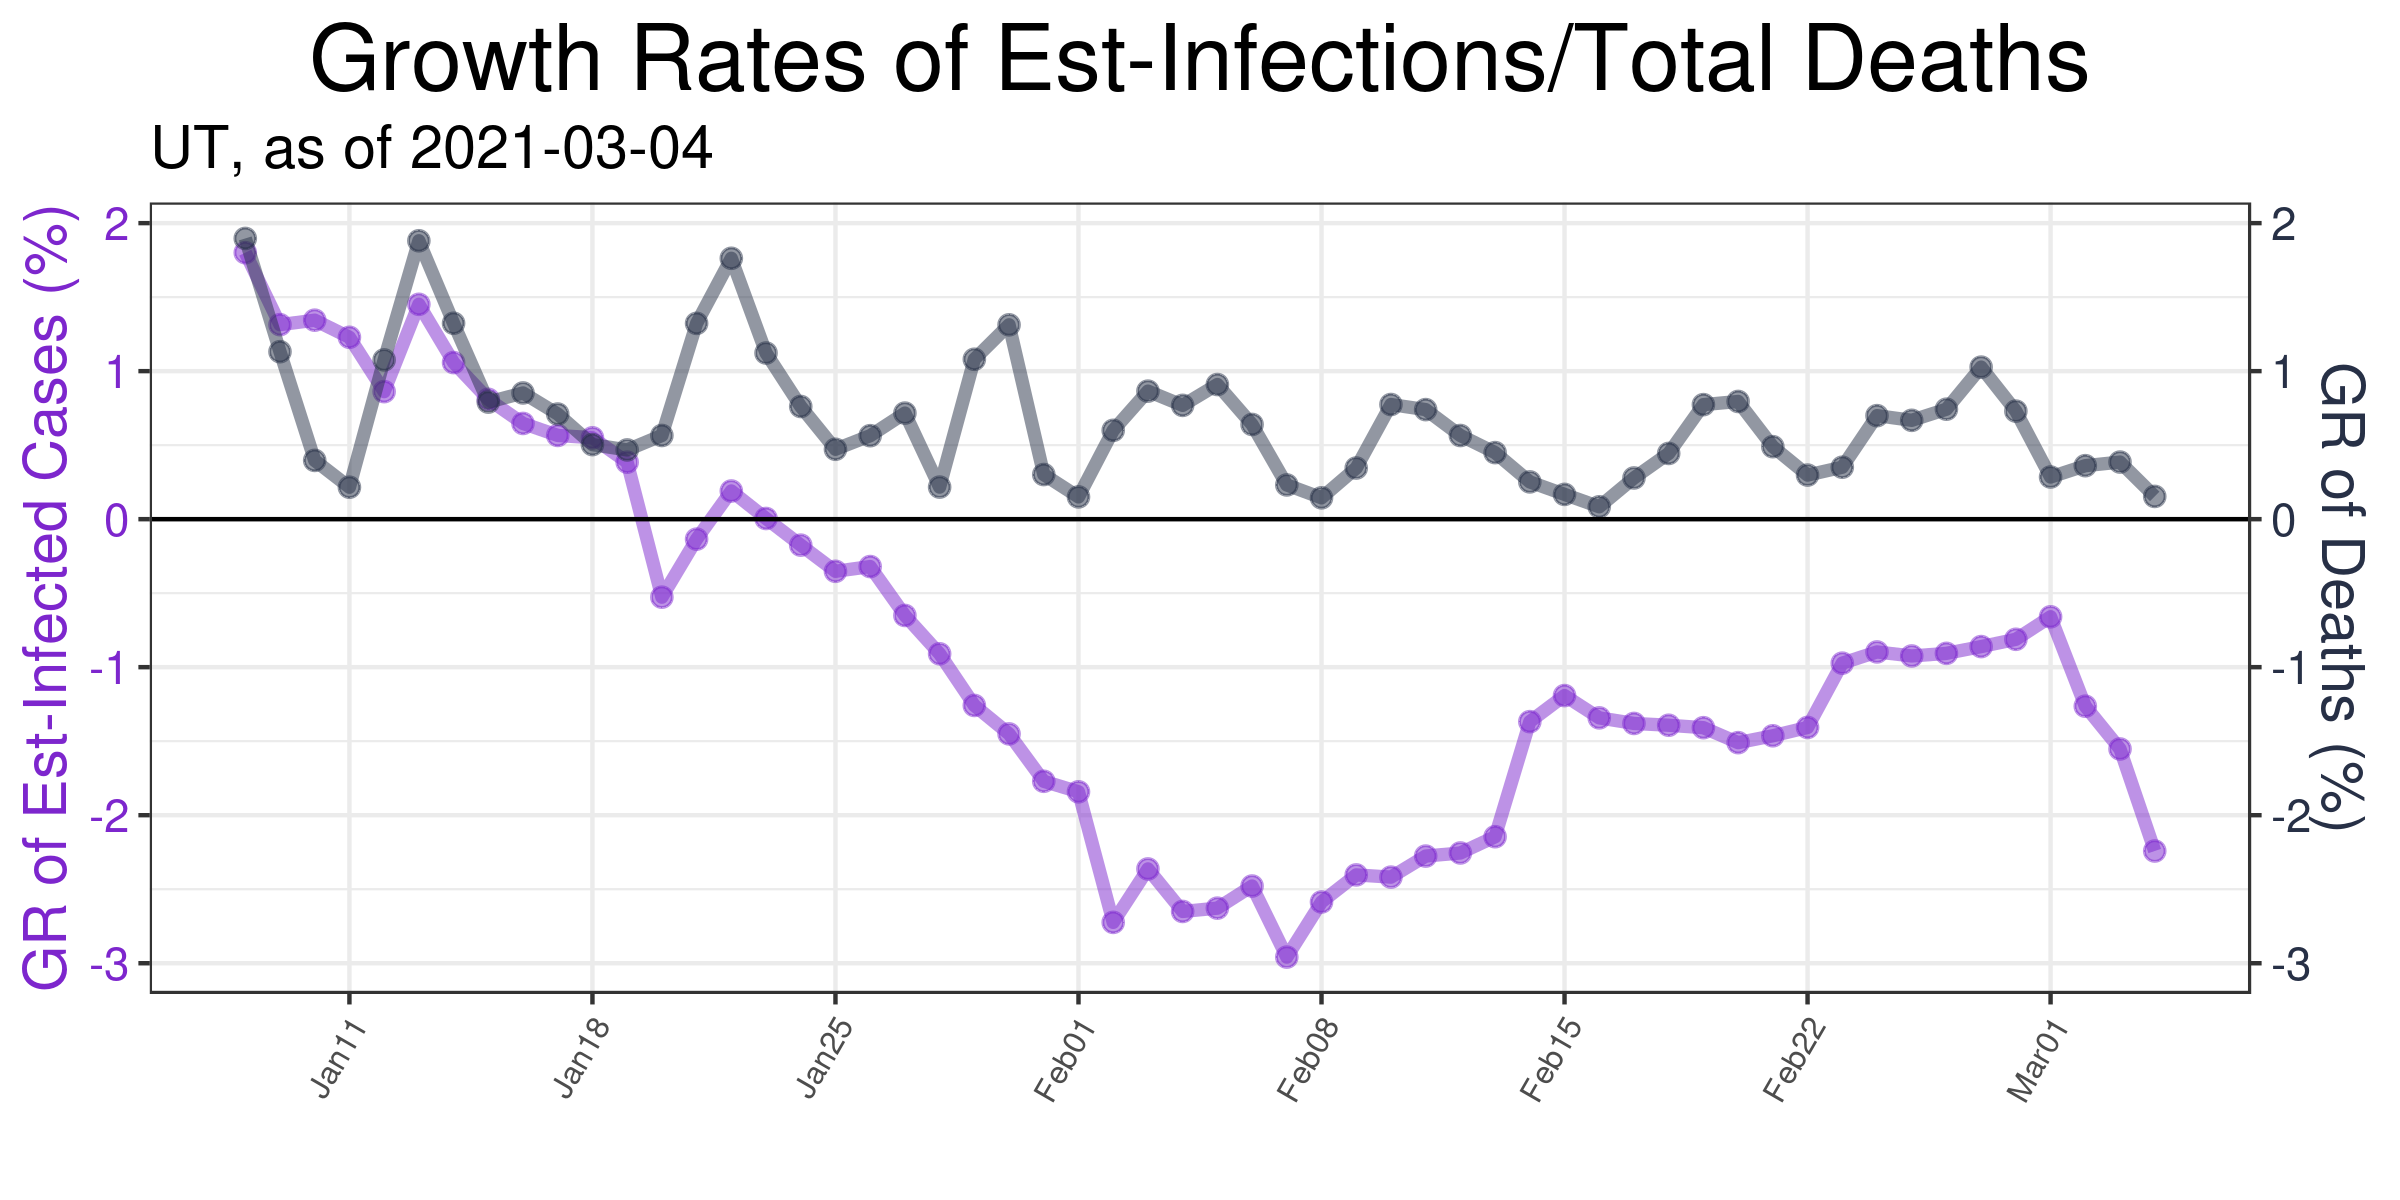 Growth Rates of Est-Infections/Total Deaths
UT, as of 2021-03-04
GR of Est-Infected Cases (%)
2
1
0
-1
-2
-3
2
1
0
-1
-2
-3
GR of Deaths (%)
Jan11
Jan18
Jan25
Feb01
Feb08
Feb15
Feb22
Mar01